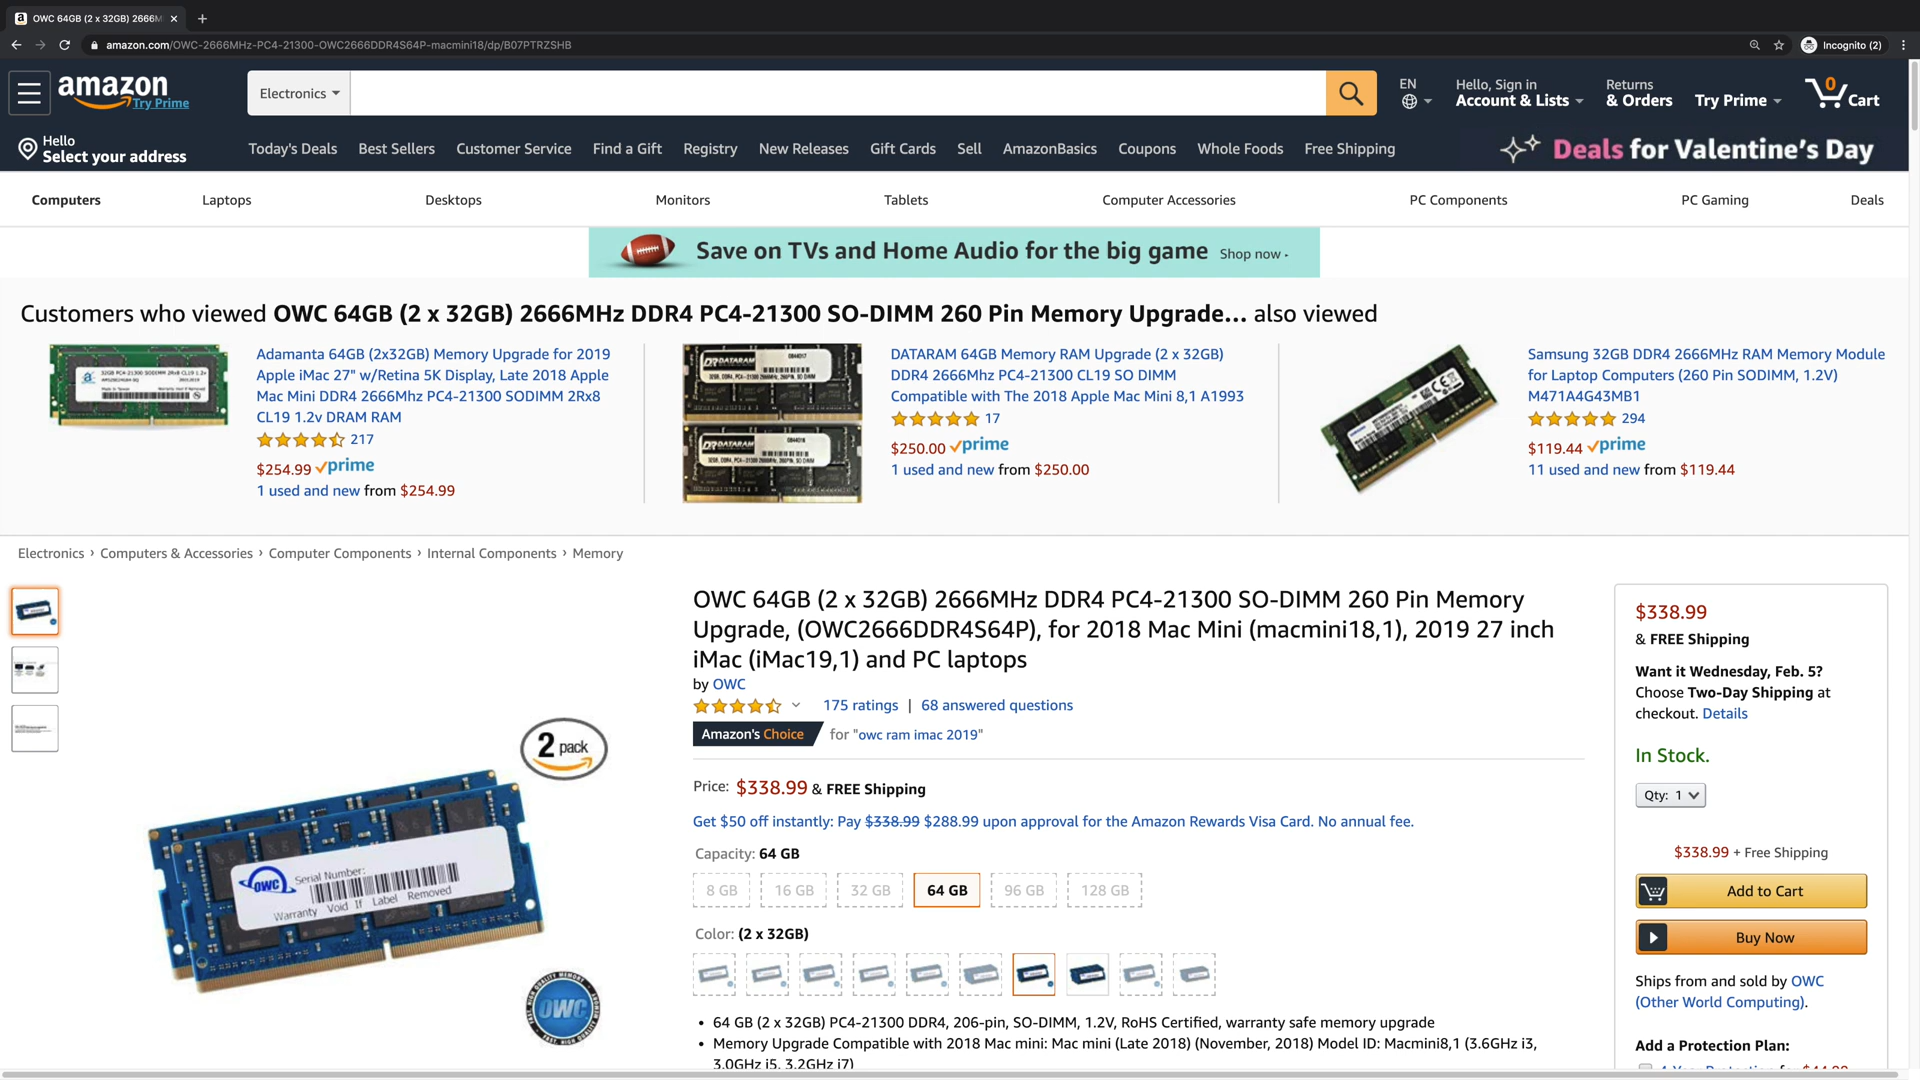 OWC 64GB (2 x 32GB) 2666M
amazon.com/OWC-2666MHz-PC4-21300-OWC2666DDR4S64P-macmini18/dp/B07PTRZSHB
Incognito (2)
amazon
Try Prime
Electronics
EN
Hello, Sign in
Account & Lists
Returns
& Orders
Try Prime
0
Cart
Hello
Select your address
Today's Deals
Best Sellers
Customer Service
Find a Gift
Registry
New Releases
Gift Cards
Sell
AmazonBasics
Coupons
Whole Foods
Free Shipping
Deals for Valentine's Day
Computers
Laptops
Desktops
Monitors
Tablets
Computer Accessories
PC Components
PC Gaming
Deals
Save on TVs and Home Audio for the big game Shop now
Customers who viewed OWC 64GB (2 x 32GB) 2666MHz DDR4 PC4-21300 SO-DIMM 260 Pin Memory Upgrade… also viewed
Adamanta 64GB (2x32GB) Memory Upgrade for 2019
Apple iMac 27" w/Retina 5K Display, Late 2018 Apple
Mac Mini DDR4 2666Mhz PC4-21300 SODIMM 2Rx8
CL19 1.2v DRAM RAM
217
$254.99 prime
1 used and new from $254.99
DATARAM
DATARAM
DATARAM 64GB Memory RAM Upgrade (2 x 32GB)
DDR4 2666Mhz PC4-21300 CL19 SO DIMM
Compatible with The 2018 Apple Mac Mini 8,1 A1993
17
$250.00 prime
1 used and new from $250.00
Samsung 32GB DDR4 2666MHz RAM Memory Module
for Laptop Computers (260 Pin SODIMM, 1.2V)
M471A4G43MB1
294
$119.44 prime
11 used and new from $119.44
Electronics › Computers & Accessories › Computer Components › Internal Components › Memory
2 pack
OWC
Serial Number:
Warranty Void If Label Removed
OWC
OWC 64GB (2 x 32GB) 2666MHz DDR4 PC4-21300 SO-DIMM 260 Pin Memory
Upgrade, (OWC2666DDR4S64P), for 2018 Mac Mini (macmini18,1), 2019 27 inch
iMac (iMac19,1) and PC laptops
by OWC
175 ratings | 68 answered questions
Amazon's Choice for "owc ram imac 2019"
Price: $338.99 & FREE Shipping
Get $50 off instantly: Pay $338.99 $288.99 upon approval for the Amazon Rewards Visa Card. No annual fee.
Capacity: 64 GB
8 GB
16 GB
32 GB
64 GB
96 GB
128 GB
Color: (2 x 32GB)
• 64 GB (2 x 32GB) PC4-21300 DDR4, 206-pin, SO-DIMM, 1.2V, RoHS Certified, warranty safe memory upgrade
• Memory Upgrade Compatible with 2018 Mac mini: Mac mini (Late 2018) (November, 2018) Model ID: Macmini8,1 (3.6GHz i3,
3.0GHz i5, 3.2GHz i7)
$338.99
& FREE Shipping
Want it Wednesday, Feb. 5?
Choose Two-Day Shipping at
checkout. Details
In Stock.
Qty: 1
$338.99 + Free Shipping
Add to Cart
Buy Now
Ships from and sold by OWC
(Other World Computing).
Add a Protection Plan: